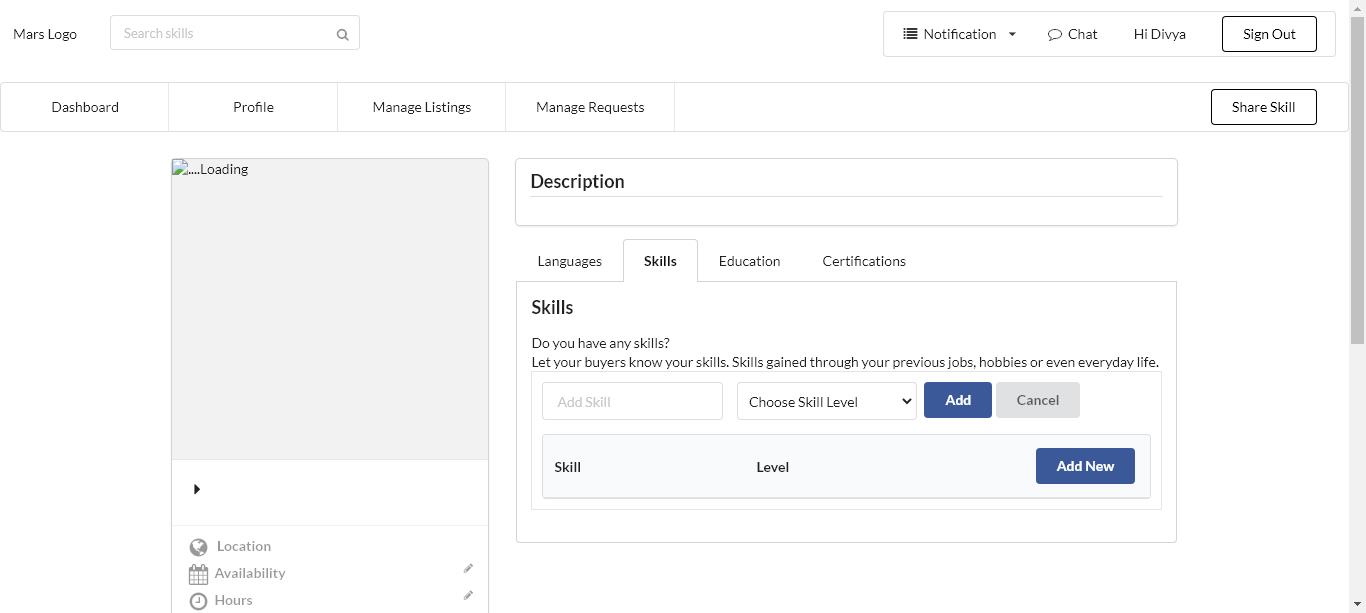 Mars Logo
Search skills
Notification
Chat
Hi Divya
Sign Out
Dashboard
Profile
Manage Listings
Manage Requests
Share Skill
....Loading
Description
Languages
Skills
Education
Certifications
Skills
Do you have any skills?
Let your buyers know your skills. Skills gained through your previous jobs, hobbies or even everyday life.
Add Skill
Choose Skill Level
Add
Cancel
Skill
Level
Add New
Location
Availability
Hours